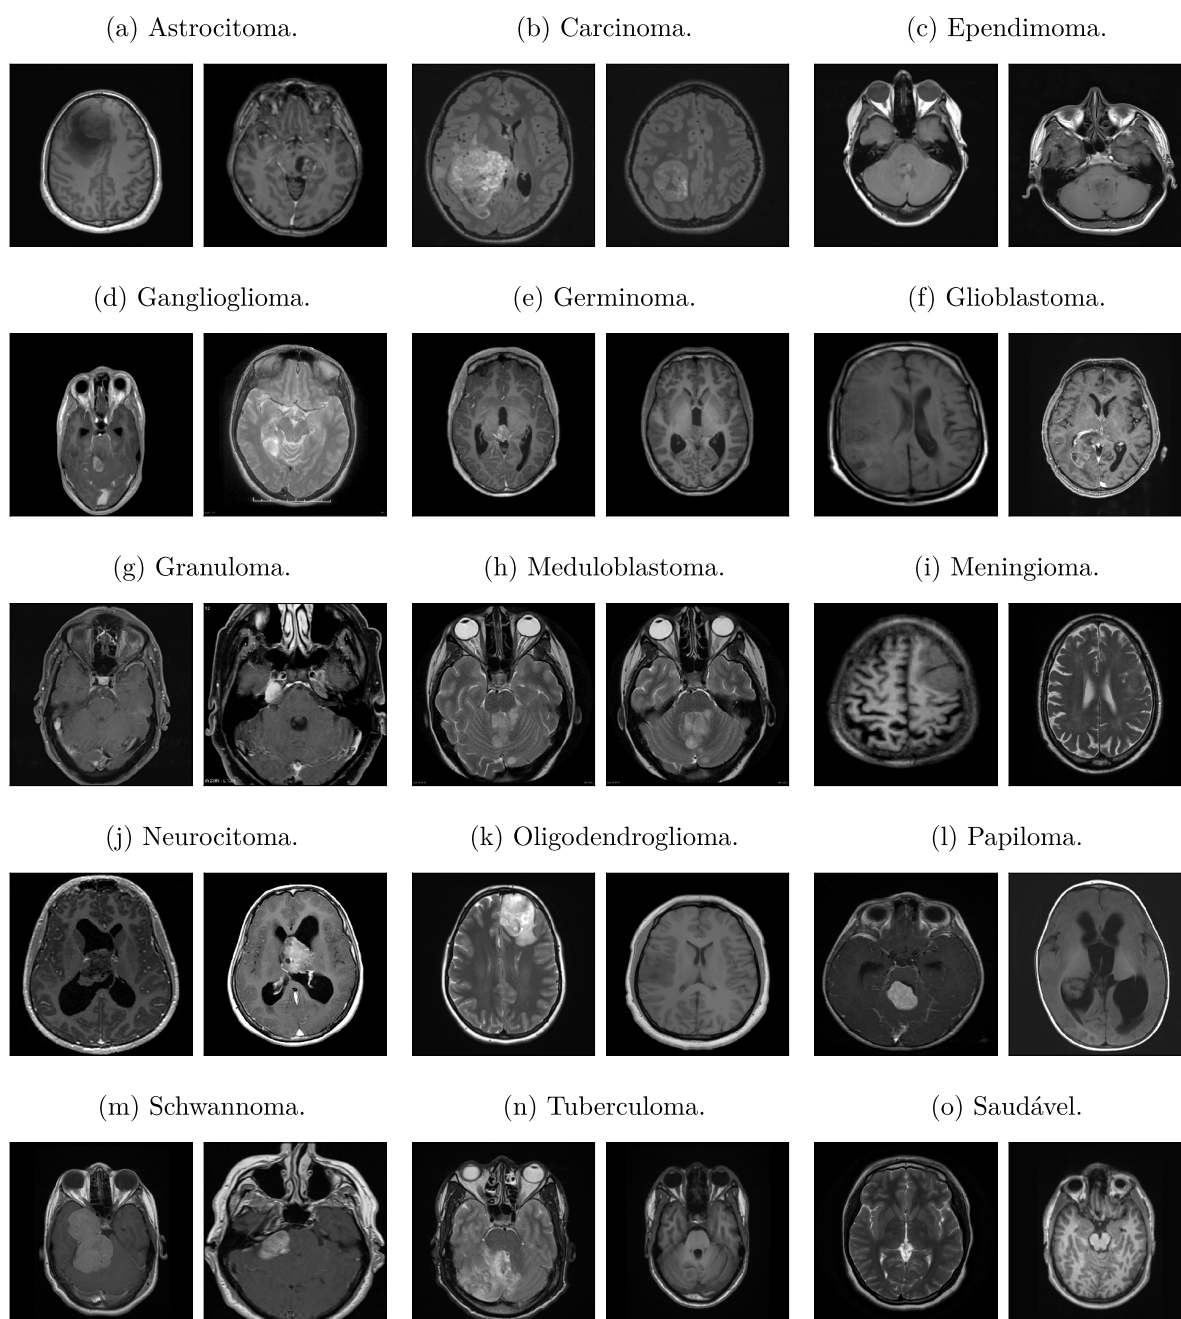 (a) Astrocitoma.
(b) Carcinoma.
(c) Ependimoma.
(d) Ganglioglioma.
(e) Germinoma.
(f) Glioblastoma.
(g) Granuloma.
(h) Meduloblastoma.
(i) Meningioma.
(j) Neurocitoma.
(k) Oligodendroglioma.
(l) Papiloma.
(m) Schwannoma.
(n) Tuberculoma.
(o) Saudável.